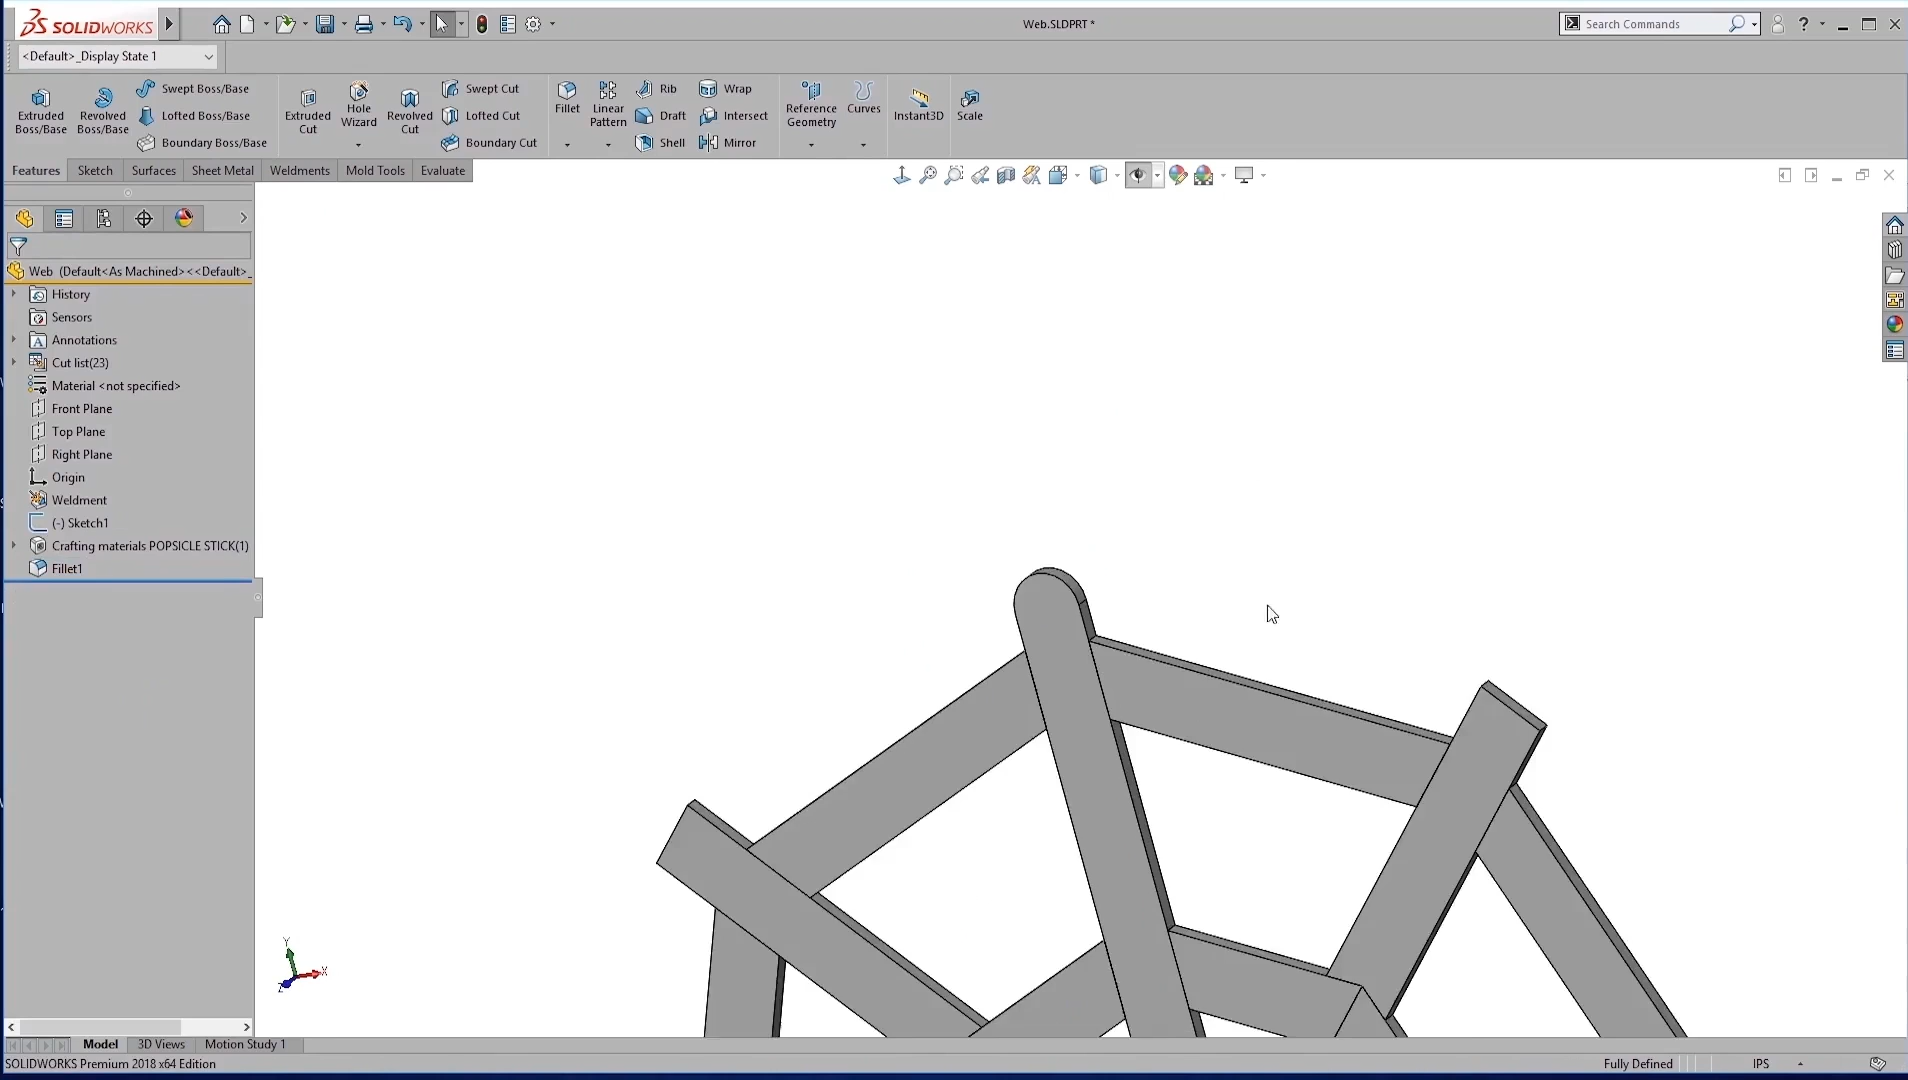 SOLIDWORKS
Web.SLDPRT *
Search Commands
?
<Default>_Display State 1
Extruded Boss/Base
Revolved Boss/Base
Swept Boss/Base
Lofted Boss/Base
Boundary Boss/Base
Extruded Cut
Hole Wizard
Revolved Cut
Swept Cut
Lofted Cut
Boundary Cut
Fillet
Linear Pattern
Rib
Draft
Shell
Wrap
Intersect
Mirror
Reference Geometry
Curves
Instant3D
Scale
Features
Sketch
Surfaces
Sheet Metal
Weldments
Mold Tools
Evaluate
Web (Default<As Machined><<Default>_
History
Sensors
Annotations
Cut list(23)
Material <not specified>
Front Plane
Top Plane
Right Plane
Origin
Weldment
(-) Sketch1
Crafting materials POPSICLE STICK(1)
Fillet1
Y
X
Z
Model
3D Views
Motion Study 1
SOLIDWORKS Premium 2018 x64 Edition
Fully Defined
IPS